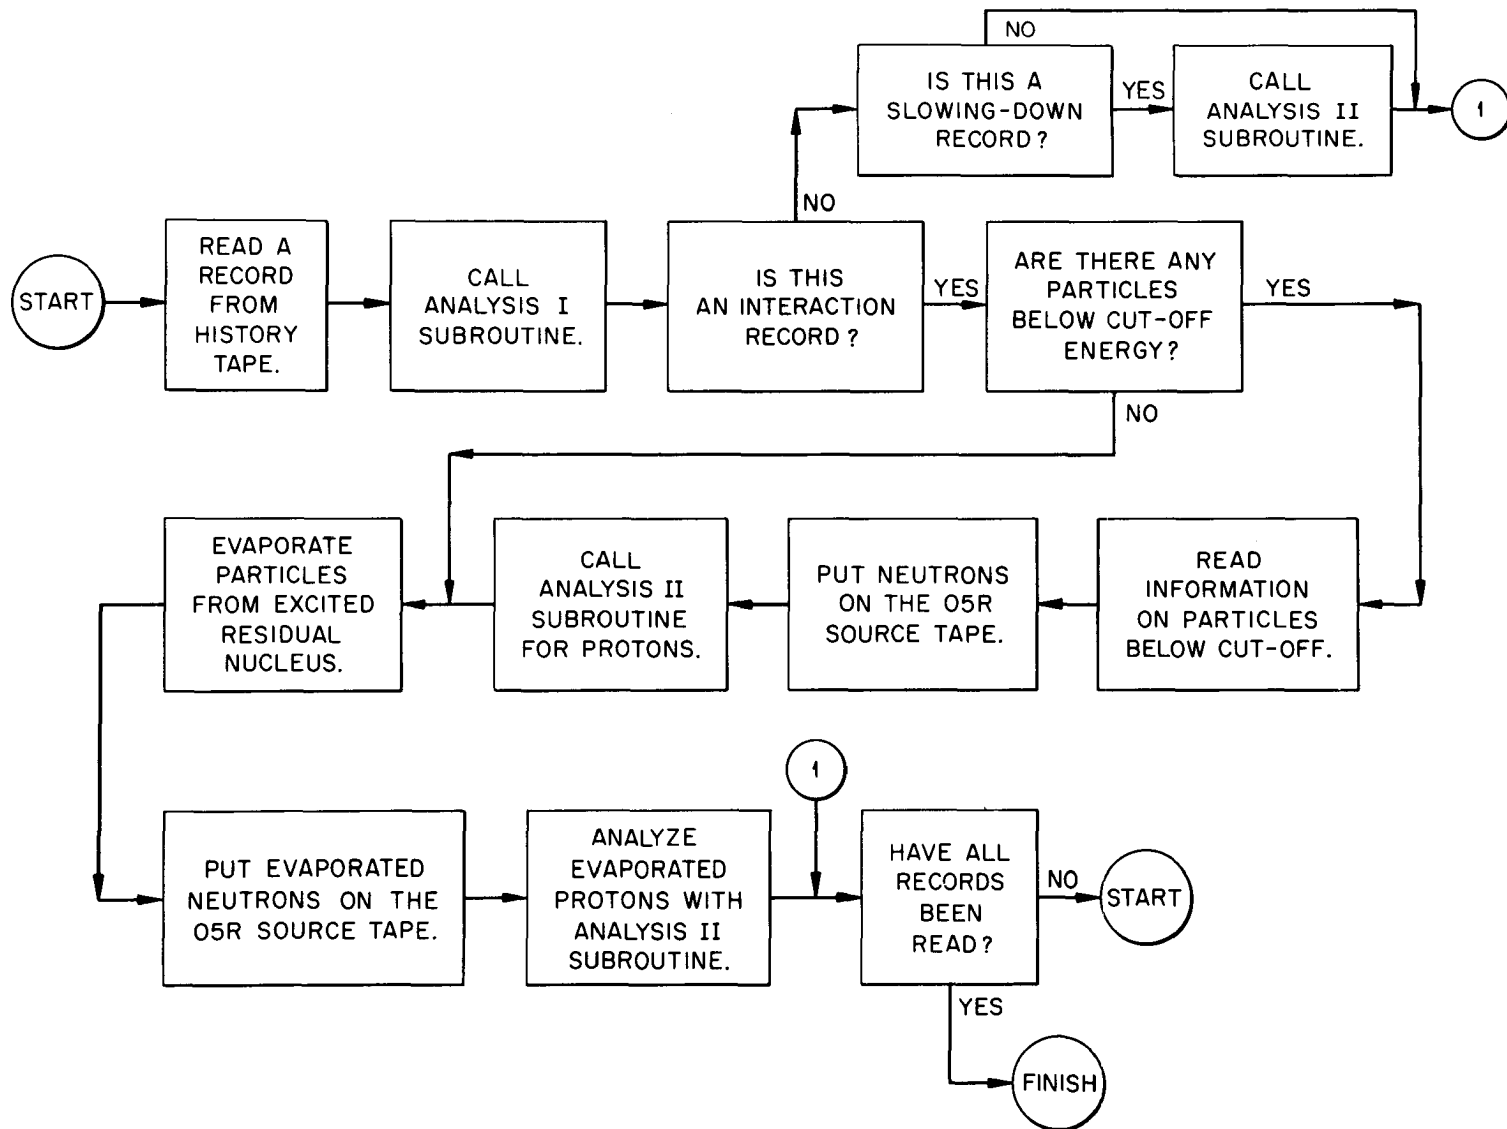 NO
IS THIS A
SLOWING-DOWN
RECORD?
YES
CALL
ANALYSIS II
SUBROUTINE.
1
NO
START
READ A
RECORD
FROM
HISTORY
TAPE.
CALL
ANALYSIS I
SUBROUTINE.
IS THIS
AN INTERACTION
RECORD?
YES
ARE THERE ANY
PARTICLES
BELOW CUT-OFF
ENERGY?
YES
NO
EVAPORATE
PARTICLES
FROM EXCITED
RESIDUAL
NUCLEUS.
CALL
ANALYSIS II
SUBROUTINE
FOR PROTONS.
PUT NEUTRONS
ON THE O5R
SOURCE TAPE.
READ
INFORMATION
ON PARTICLES
BELOW CUT-OFF.
PUT EVAPORATED
NEUTRONS ON THE
O5R SOURCE TAPE.
ANALYZE
EVAPORATED
PROTONS WITH
ANALYSIS II
SUBROUTINE.
1
HAVE ALL
RECORDS
BEEN
READ?
NO
START
YES
FINISH